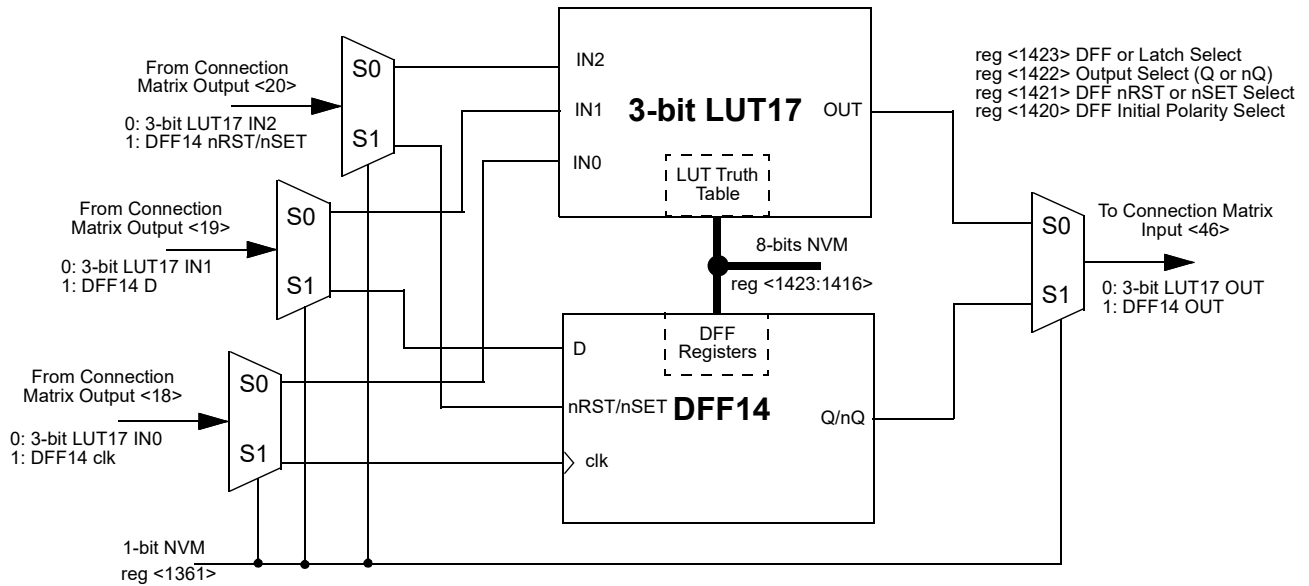 From Connection
Matrix Output <20>
0: 3-bit LUT17 IN2
1: DFF14 nRST/nSET
S0
S1
From Connection
Matrix Output <19>
0: 3-bit LUT17 IN1
1: DFF14 D
S0
S1
From Connection
Matrix Output <18>
0: 3-bit LUT17 IN0
1: DFF14 clk
S0
S1
1-bit NVM
reg <1361>
IN2
IN1
IN0
3-bit LUT17
OUT
LUT Truth
Table
8-bits NVM
reg <1423:1416>
DFF
Registers
D
nRST/nSET
DFF14
clk
Q/nQ
reg <1423> DFF or Latch Select
reg <1422> Output Select (Q or nQ)
reg <1421> DFF nRST or nSET Select
reg <1420> DFF Initial Polarity Select
S0
S1
To Connection Matrix
Input <46>
0: 3-bit LUT17 OUT
1: DFF14 OUT